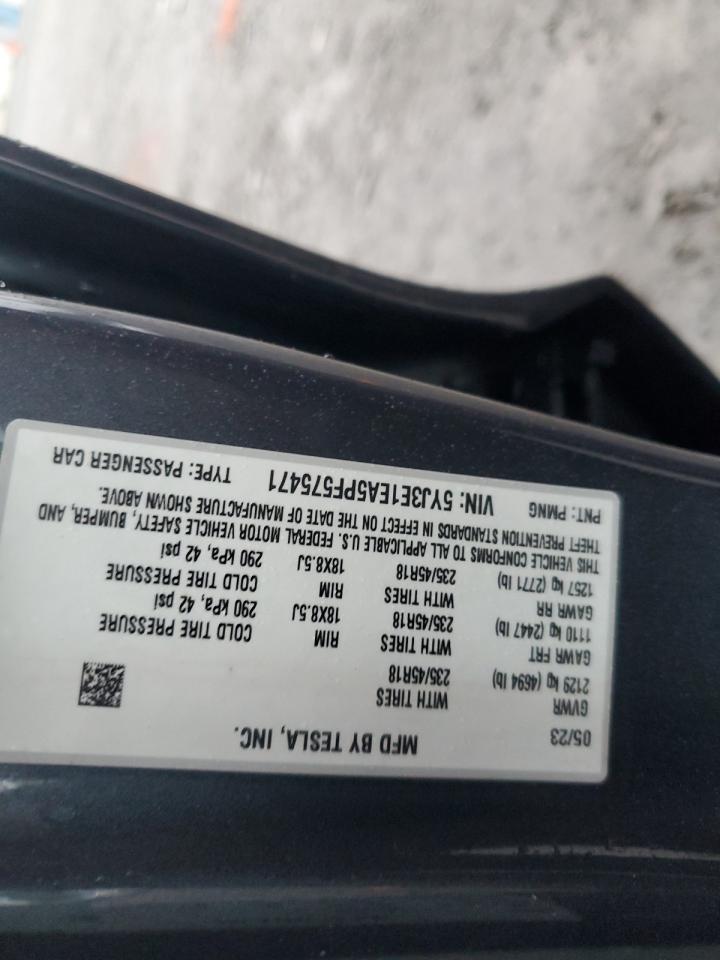 MFD BY TESLA, INC.
05/23
GVWR WITH TIRES
2129 kg (4694 lb) 235/45R18
GAWR FRT WITH TIRES RIM COLD TIRE PRESSURE
1110 kg (2447 lb) 235/45R18 18X8.5J 290 kPa, 42 psi
GAWR RR WITH TIRES RIM COLD TIRE PRESSURE
1257 kg (2771 lb) 235/45R18 18X8.5J 290 kPa, 42 psi
THIS VEHICLE CONFORMS TO ALL APPLICABLE U.S. FEDERAL MOTOR VEHICLE SAFETY, BUMPER, AND
THEFT PREVENTION STANDARDS IN EFFECT ON THE DATE OF MANUFACTURE SHOWN ABOVE.
PNT: PMNG VIN: 5YJ3E1EA5PF575471 TYPE: PASSENGER CAR